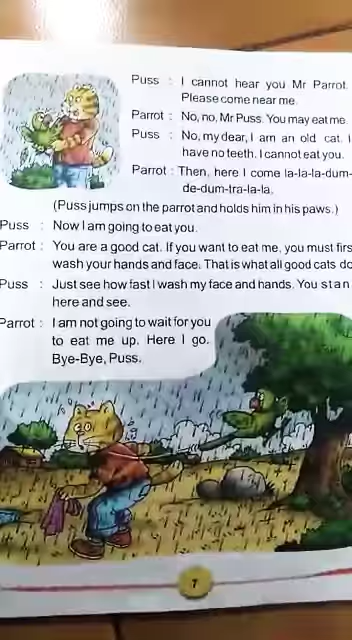 Puss : I cannot hear you Mr Parrot.
Please come near me.
Parrot : No, no, Mr Puss. You may eat me.
Puss : No, my dear, I am an old cat. I
have no teeth. I cannot eat you.
Parrot : Then, here I come la-la-la-dum-
de-dum-tra-la-la.
(Puss jumps on the parrot and holds him in his paws.)
Puss : Now I am going to eat you.
Parrot : You are a good cat. If you want to eat me, you must firs
wash your hands and face. That is what all good cats do
Puss : Just see how fast I wash my face and hands. You stan
here and see.
Parrot : I am not going to wait for you
to eat me up. Here I go.
Bye-Bye, Puss.
7